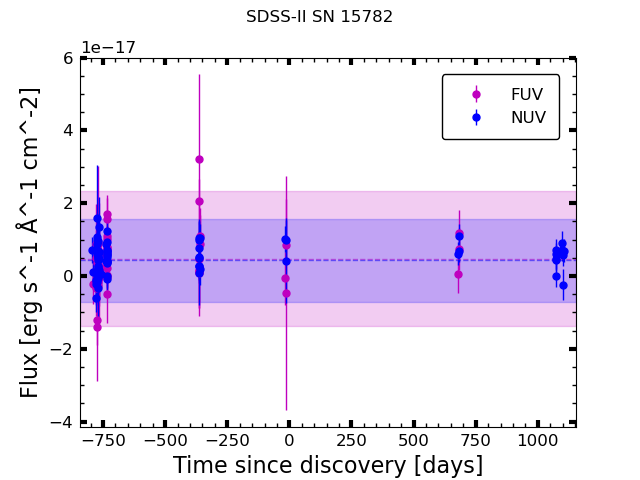 SDSS-II SN 15782
1e−17
6
4
2
0
−2
−4
Flux [erg s^-1 Å^-1 cm^-2]
FUV
NUV
−750 −500 −250 0 250 500 750 1000
Time since discovery [days]